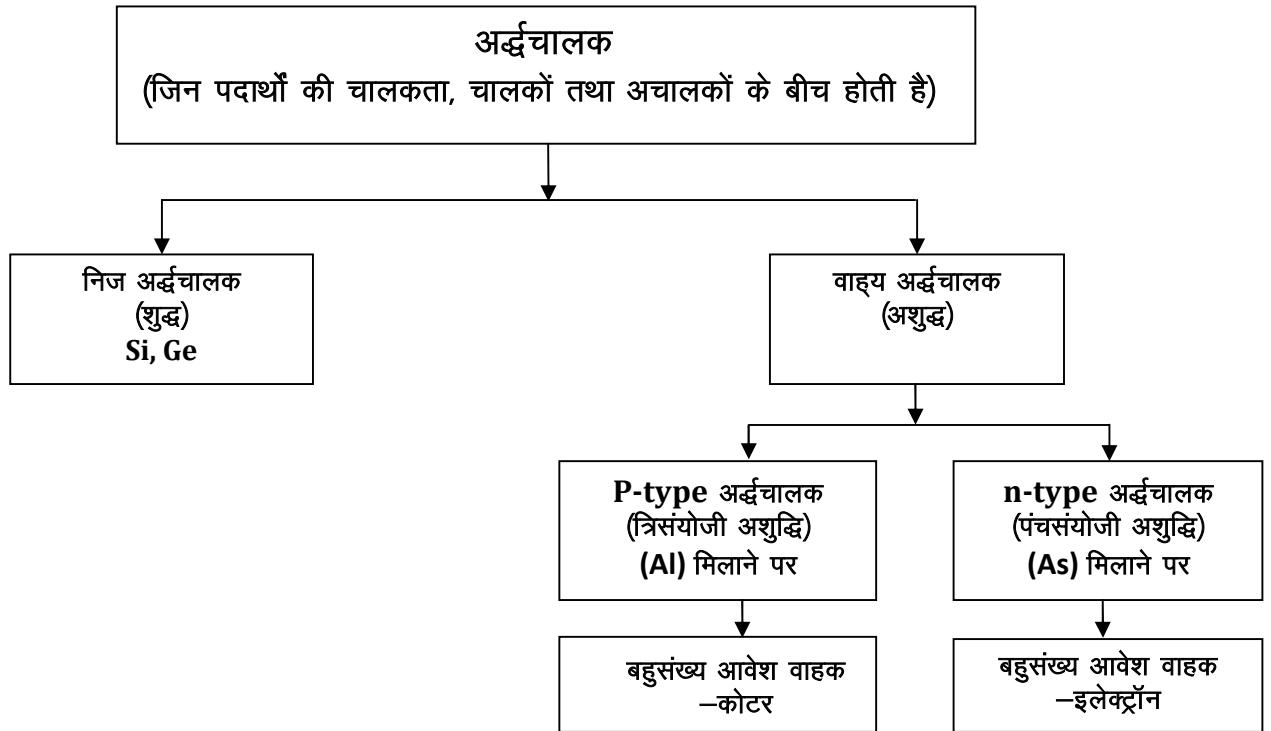 अर्द्धचालक
(जिन पदार्थों की चालकता, चालकों तथा अचालकों के बीच होती है)
निज अर्द्धचालक
(शुद्ध)
Si, Ge
वाह्य अर्द्धचालक
(अशुद्ध)
P-type अर्द्धचालक
(त्रिसंयोजी अशुद्धि)
(Al) मिलाने पर
n-type अर्द्धचालक
(पंचसंयोजी अशुद्धि)
(As) मिलाने पर
बहुसंख्य आवेश वाहक
–कोटर
बहुसंख्य आवेश वाहक
–इलेक्ट्रॉन